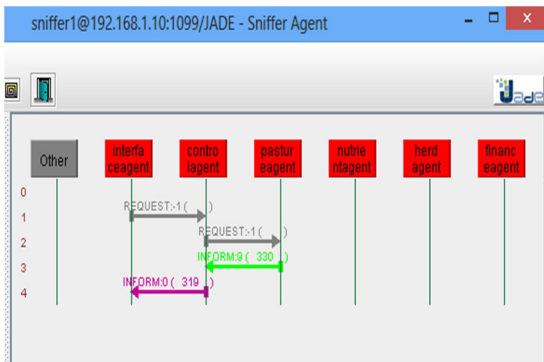 sniffer1@192.168.1.10:1099/JADE - Sniffer Agent
Jade
Other
interfa
ceagent
contro
lagent
pastur
eagent
nutrie
ntagent
herd
agent
financ
eagent
0
1
REQUEST:-1 ( )
2
REQUEST:-1 ( )
3
INFORM:9 ( 330 )
4
INFORM:0 ( 319 )